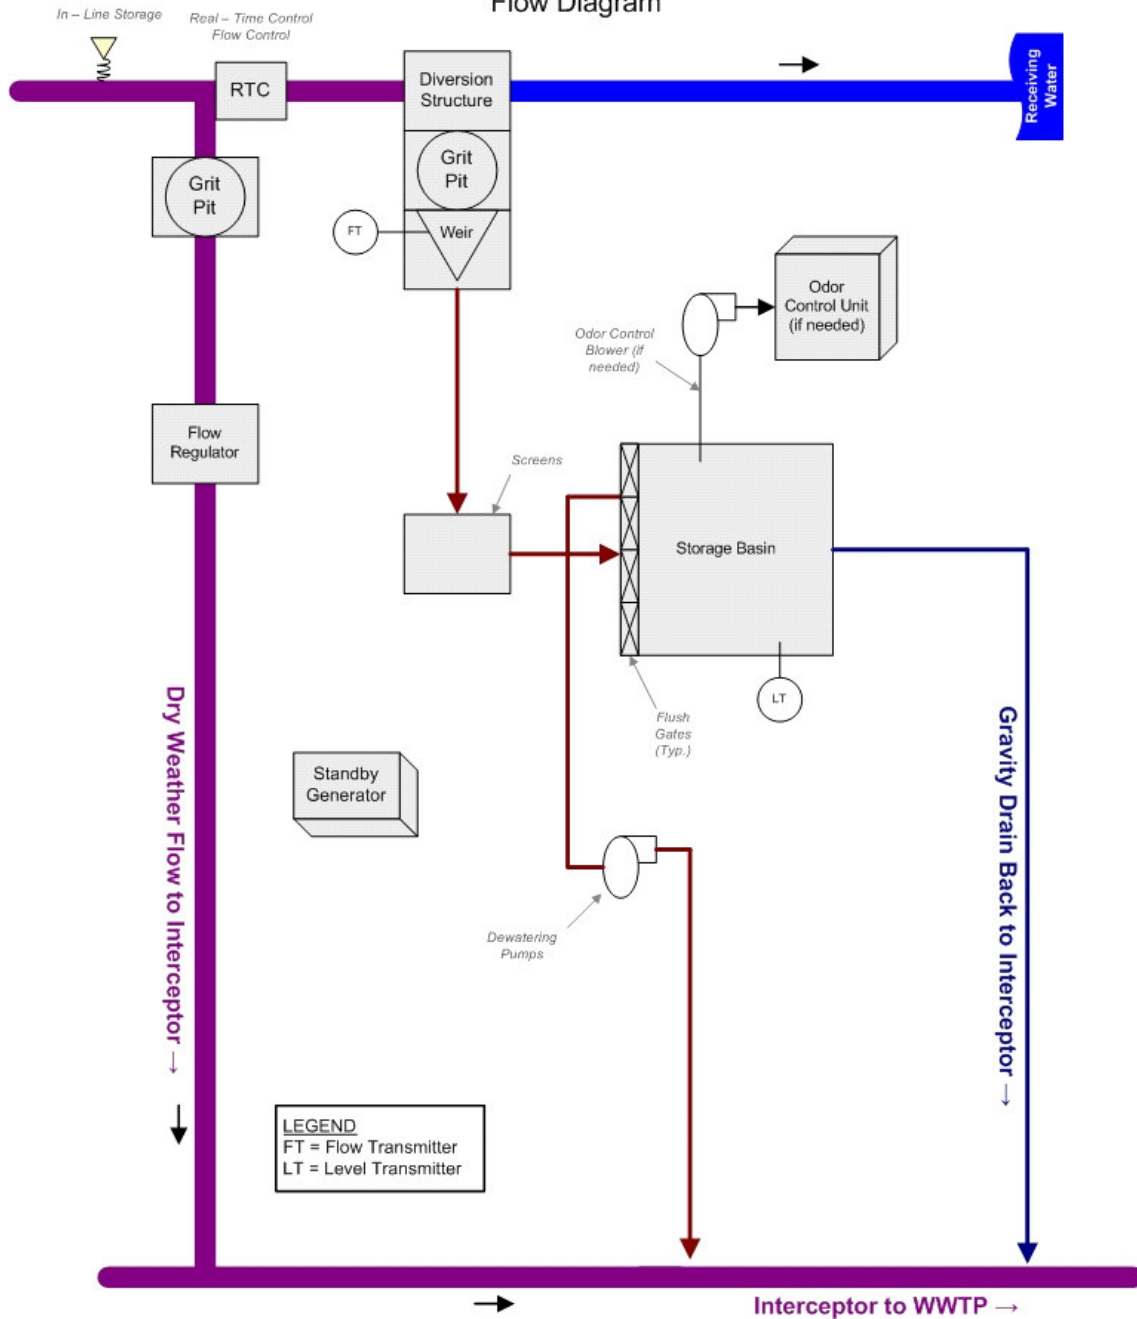 Flow Diagram
In – Line Storage
Real – Time Control
Flow Control
RTC
Diversion
Structure
Receiving
Water
Grit
Pit
Grit
Pit
FT
Weir
Odor
Control Unit
(if needed)
Odor Control
Blower (if
needed)
Flow
Regulator
Screens
Storage Basin
LT
Flush
Gates
(Typ.)
Dry Weather Flow to Interceptor →
Gravity Drain Back to Interceptor →
Standby
Generator
Dewatering
Pumps
LEGEND
FT = Flow Transmitter
LT = Level Transmitter
Interceptor to WWTP →